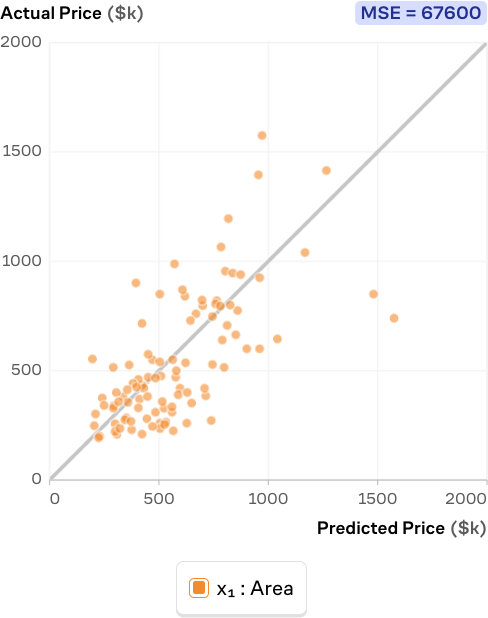 Actual Price ($k)
MSE = 67600
2000
1500
1000
500
0
0 500 1000 1500 2000
Predicted Price ($k)
x₁ : Area